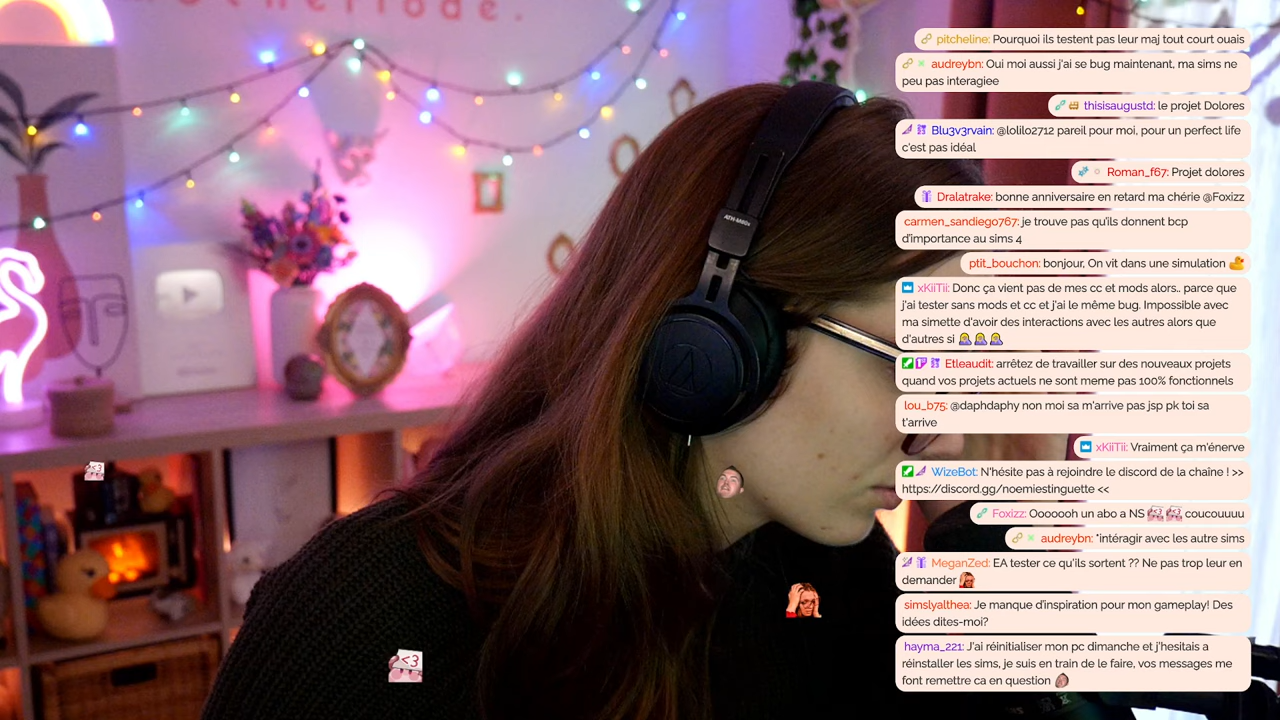 ATH-M60x
pitcheline: Pourquoi ils testent pas leur maj tout court ouais
audreybn: Oui moi aussi j'ai se bug maintenant, ma sims ne
peu pas interagiee
thisisaugustd: le projet Dolores
Blu3v3rvain: @lolilo2712 pareil pour moi, pour un perfect life
c'est pas idéal
Roman_f67: Projet dolores
Dralatrake: bonne anniversaire en retard ma chérie @Foxizz
carmen_sandiego767: je trouve pas qu'ils donnent bcp
d'importance au sims 4
ptit_bouchon: bonjour, On vit dans une simulation
xKiiTii: Donc ça vient pas de mes cc et mods alors.. parce que
j'ai tester sans mods et cc et j'ai le même bug. Impossible avec
ma simette d'avoir des interactions avec les autres alors que
d'autres si
Etleaudit: arrêtez de travailler sur des nouveaux projets
quand vos projets actuels ne sont meme pas 100% fonctionnels
lou_b75: @daphdaphy non moi sa m'arrive pas jsp pk toi sa
t'arrive
xKiiTii: Vraiment ça m'énerve
WizeBot: N'hésite pas à rejoindre le discord de la chaîne ! >>
https://discord.gg/noemiestinguette <<
Foxizz: Ooooooh un abo a NS coucouuuu
audreybn: *intéragir avec les autre sims
MeganZed: EA tester ce qu'ils sortent ?? Ne pas trop leur en
demander
simslyalthea: Je manque d'inspiration pour mon gameplay! Des
idées dites-moi?
hayma_221: J'ai réinitialiser mon pc dimanche et j'hesitais a
réinstaller les sims, je suis en train de le faire, vos messages me
font remettre ca en question